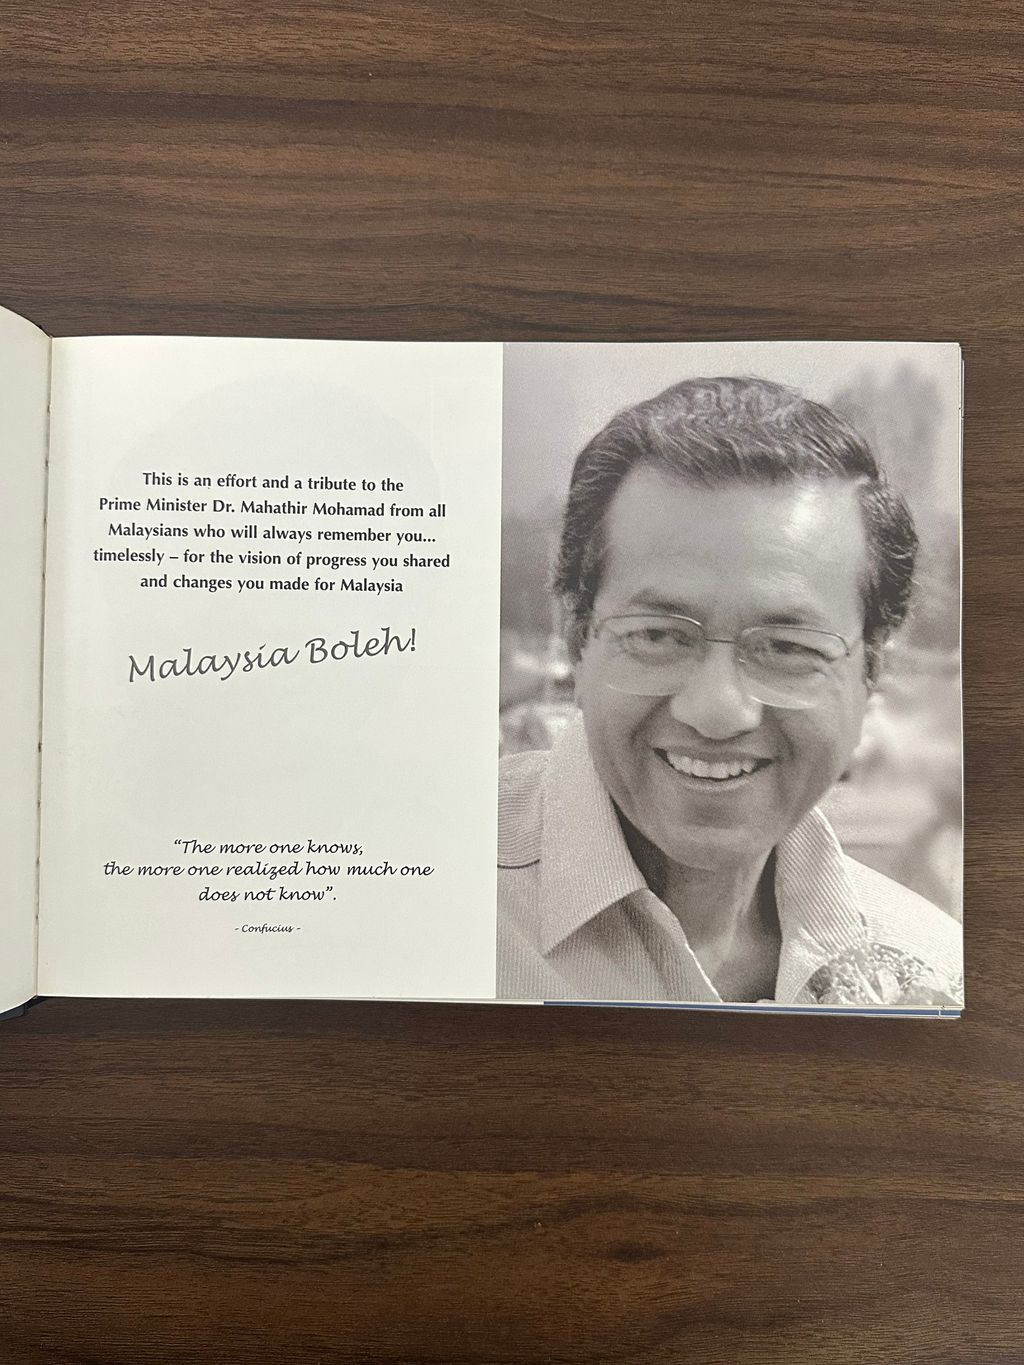 This is an effort and a tribute to the
Prime Minister Dr. Mahathir Mohamad from all
Malaysians who will always remember you...
timelessly – for the vision of progress you shared
and changes you made for Malaysia
Malaysia Boleh!
“The more one knows,
the more one realized how much one
does not know”.
- Confucius -